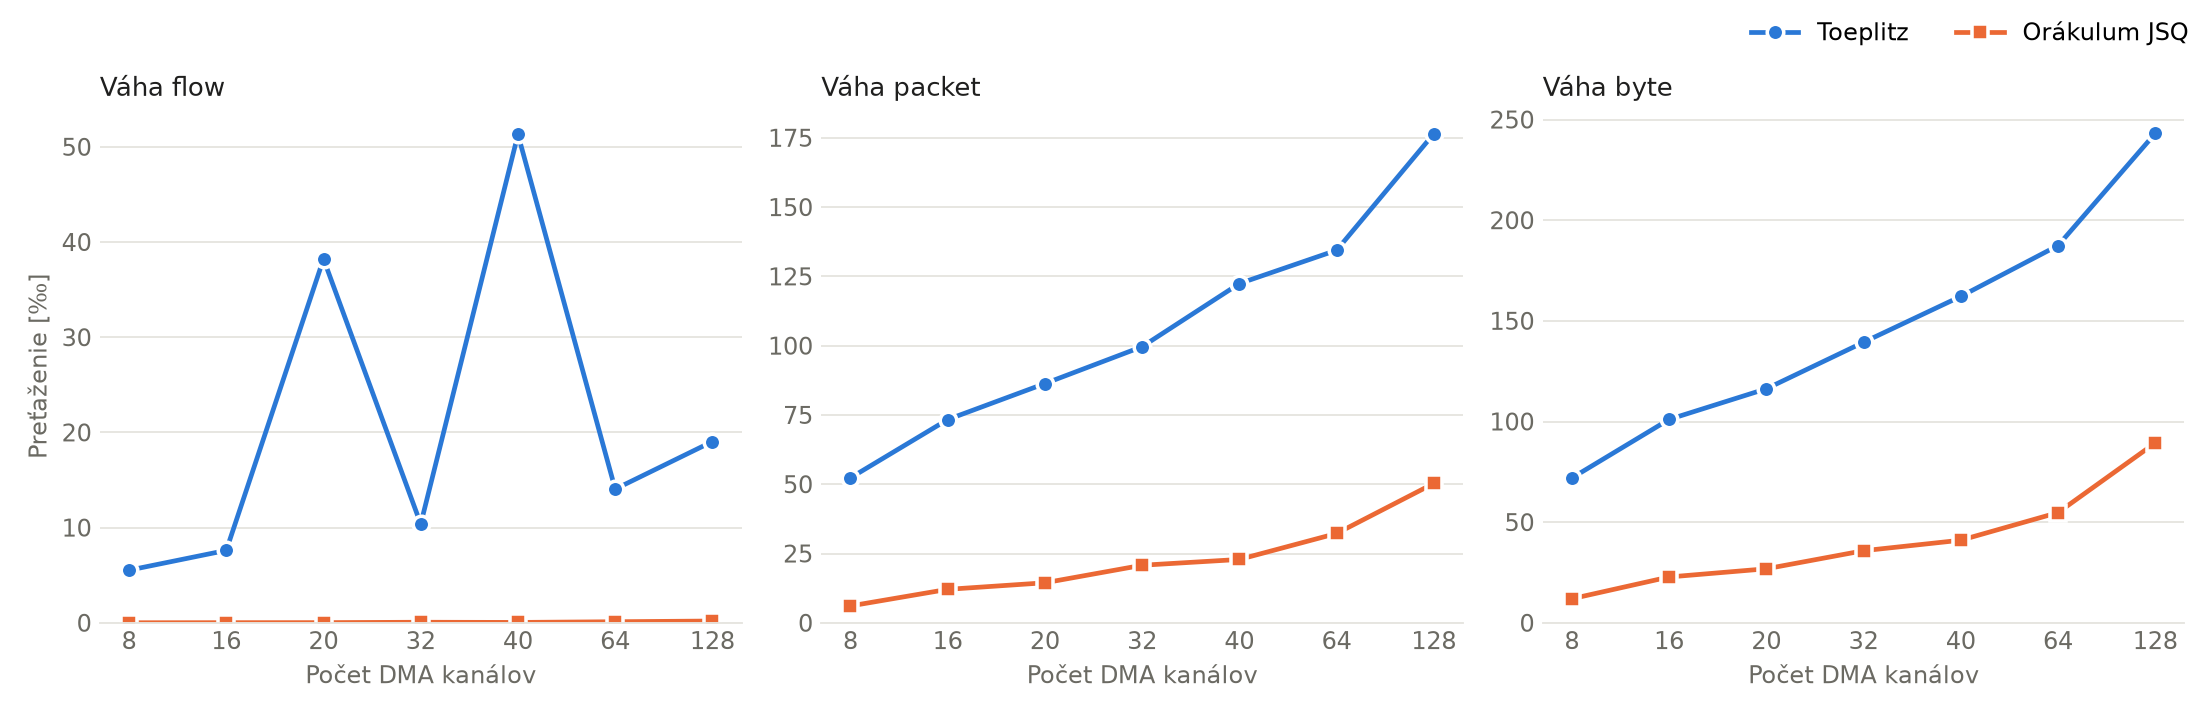 Toeplitz Orákulum JSQ
Váha flow
50
40
30
20
10
0
Preťaženie [‰]
8 16 20 32 40 64 128
Počet DMA kanálov
Váha packet
175
150
125
100
75
50
25
0
8 16 20 32 40 64 128
Počet DMA kanálov
Váha byte
250
200
150
100
50
0
8 16 20 32 40 64 128
Počet DMA kanálov